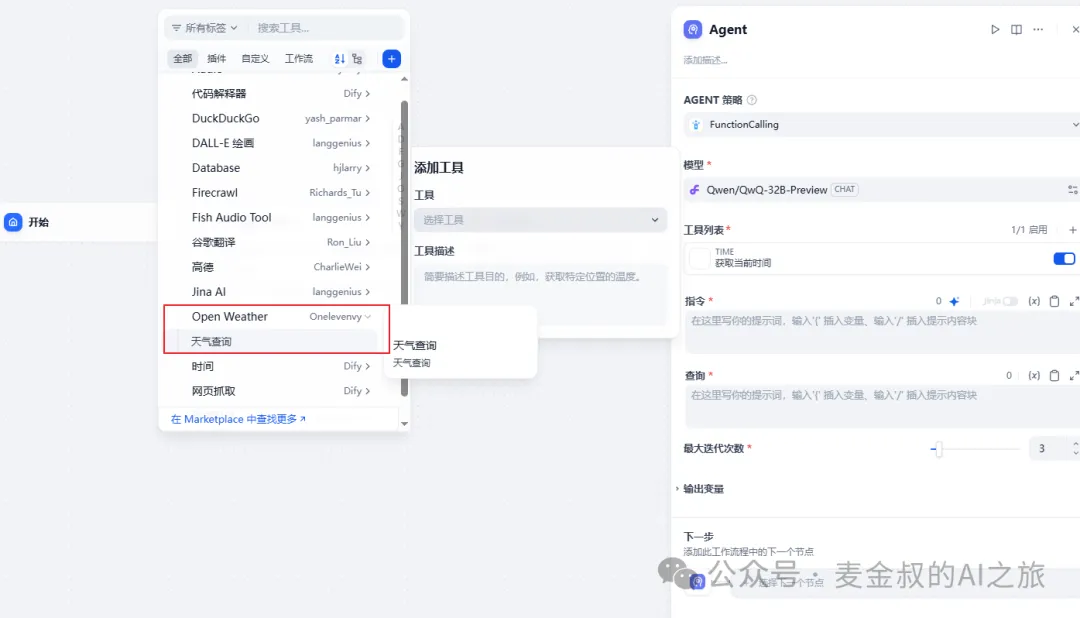 所有标签
搜索工具...
全部 插件 自定义 工作流
代码解释器 Dify
DuckDuckGo yash_parmar
DALL-E 绘画 langgenius
Database hjlarry
Firecrawl Richards_Tu
Fish Audio Tool langgenius
谷歌翻译 Ron_Liu
高德 CharlieWei
Jina AI langgenius
Open Weather Onelevenvy
天气查询
时间 Dify
网页抓取 Dify
在 Marketplace 中查找更多
开始
添加工具
工具
选择工具
工具描述
简要描述工具目的，例如，获取特定位置的温度。
天气查询
天气查询
Agent
添加描述...
AGENT 策略
FunctionCalling
模型 *
Qwen/QwQ-32B-Preview CHAT
工具列表 * 1/1 启用
TIME
获取当前时间
指令 * 0 Jinja {x}
在这里写你的提示词，输入'{' 插入变量、输入'/' 插入提示内容块
查询 * 0 {x}
在这里写你的提示词，输入'{' 插入变量、输入'/' 插入提示内容块
最大迭代次数 * 3
输出变量
下一步
添加此工作流程中的下一个节点
选择下一个节点
公众号 · 麦金叔的AI之旅